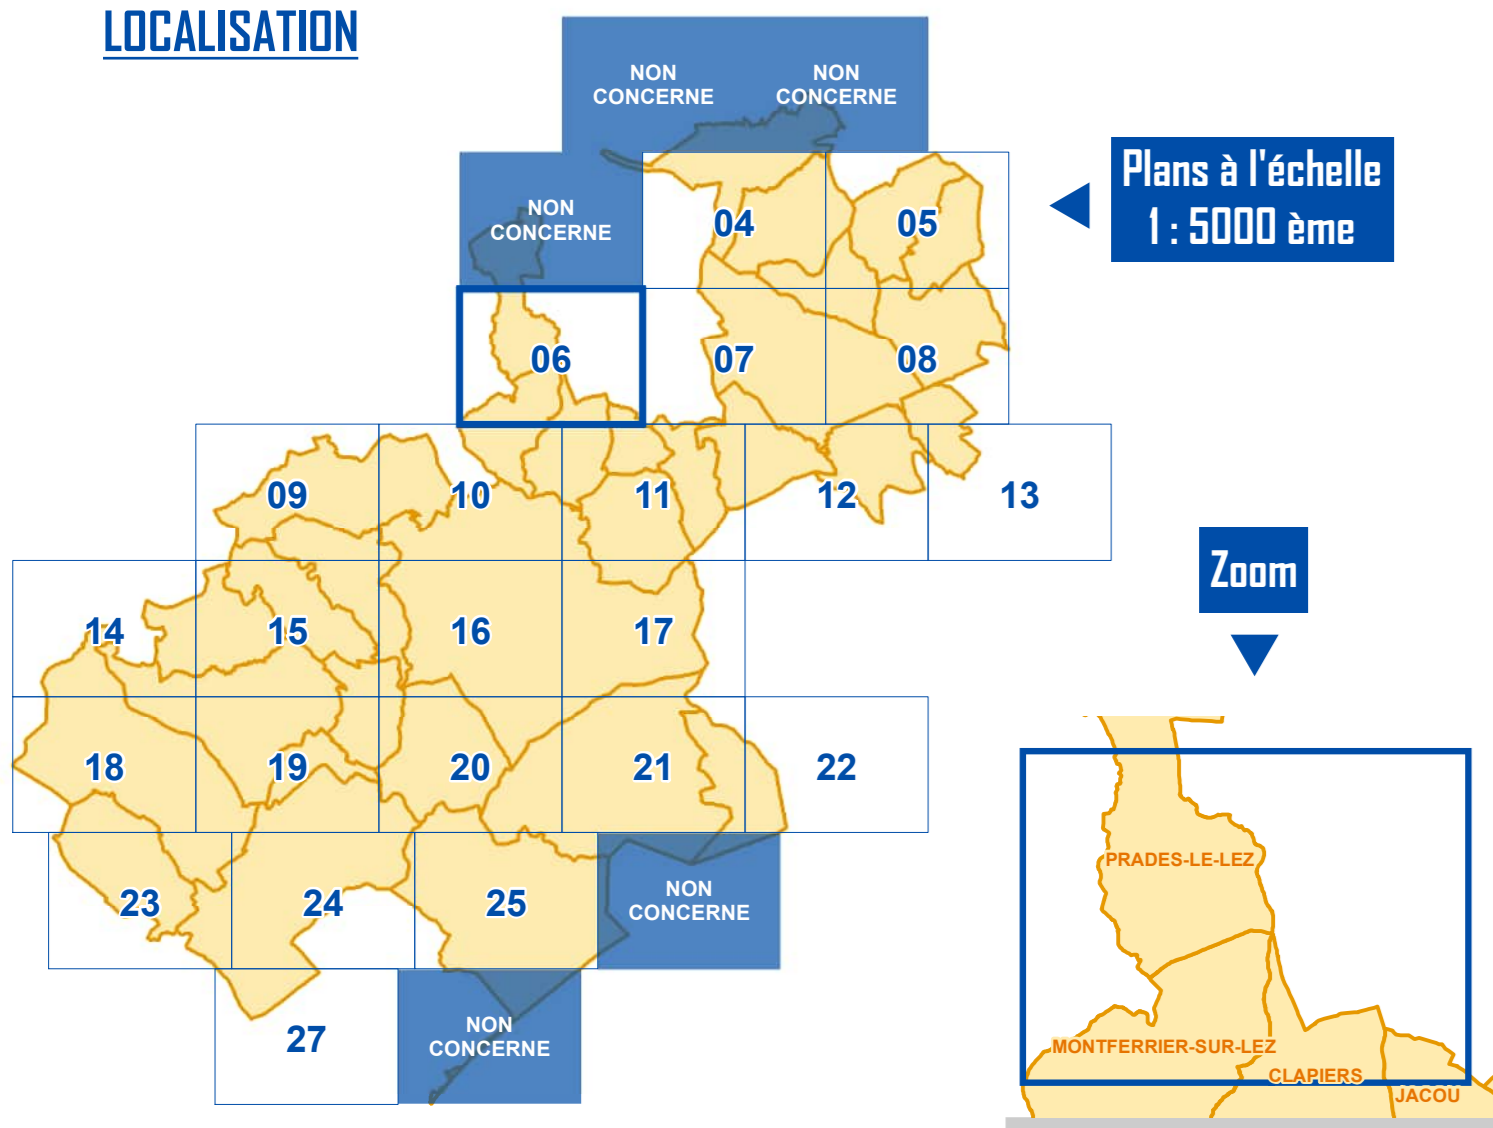 LOCALISATION
NON
CONCERNE
NON
CONCERNE
Plans à l'échelle
1 : 5000 ème
NON
CONCERNE
04
05
06
07
08
09
10
11
12
13
Zoom
14
15
16
17
18
19
20
21
22
PRADES-LE-LEZ
23
24
25
NON
CONCERNE
27
NON
CONCERNE
MONTFERRIER-SUR-LEZ
CLAPIERS
JACOU